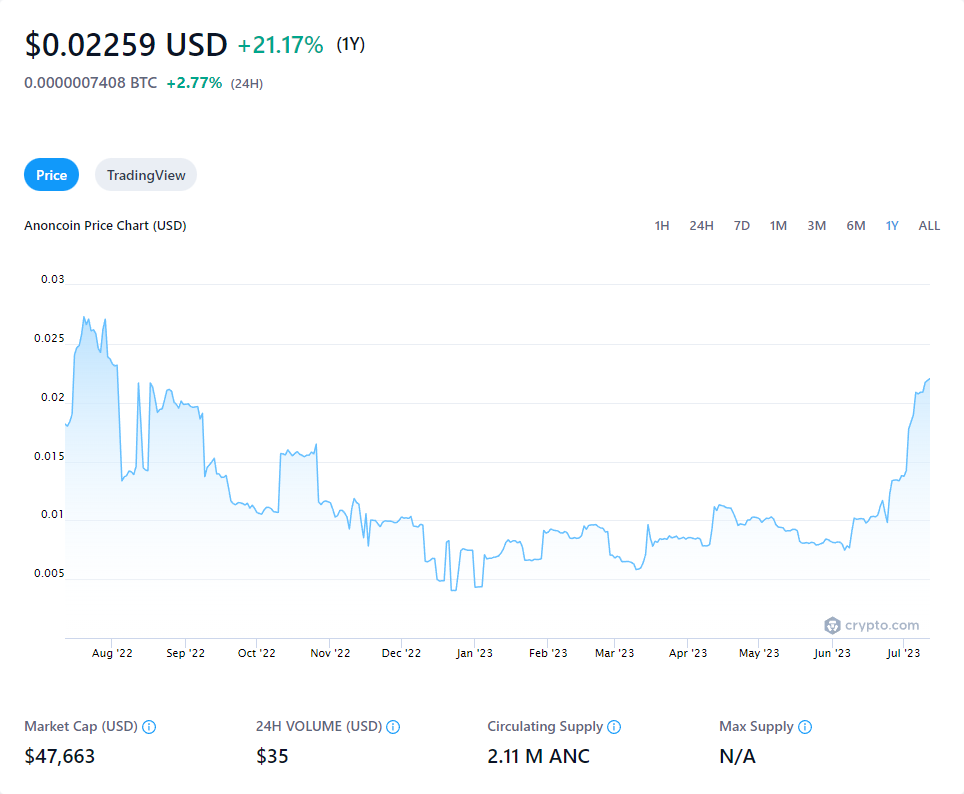 $0.02259 USD +21.17% (1Y)
0.0000007408 BTC +2.77% (24H)
Price TradingView
Anoncoin Price Chart (USD) 1H 24H 7D 1M 3M 6M 1Y ALL
0.03
0.025
0.02
0.015
0.01
0.005
crypto.com
Aug '22 Sep '22 Oct '22 Nov '22 Dec '22 Jan '23 Feb '23 Mar '23 Apr '23 May '23 Jun '23 Jul '23
Market Cap (USD) 24H VOLUME (USD) Circulating Supply Max Supply
$47,663 $35 2.11 M ANC N/A